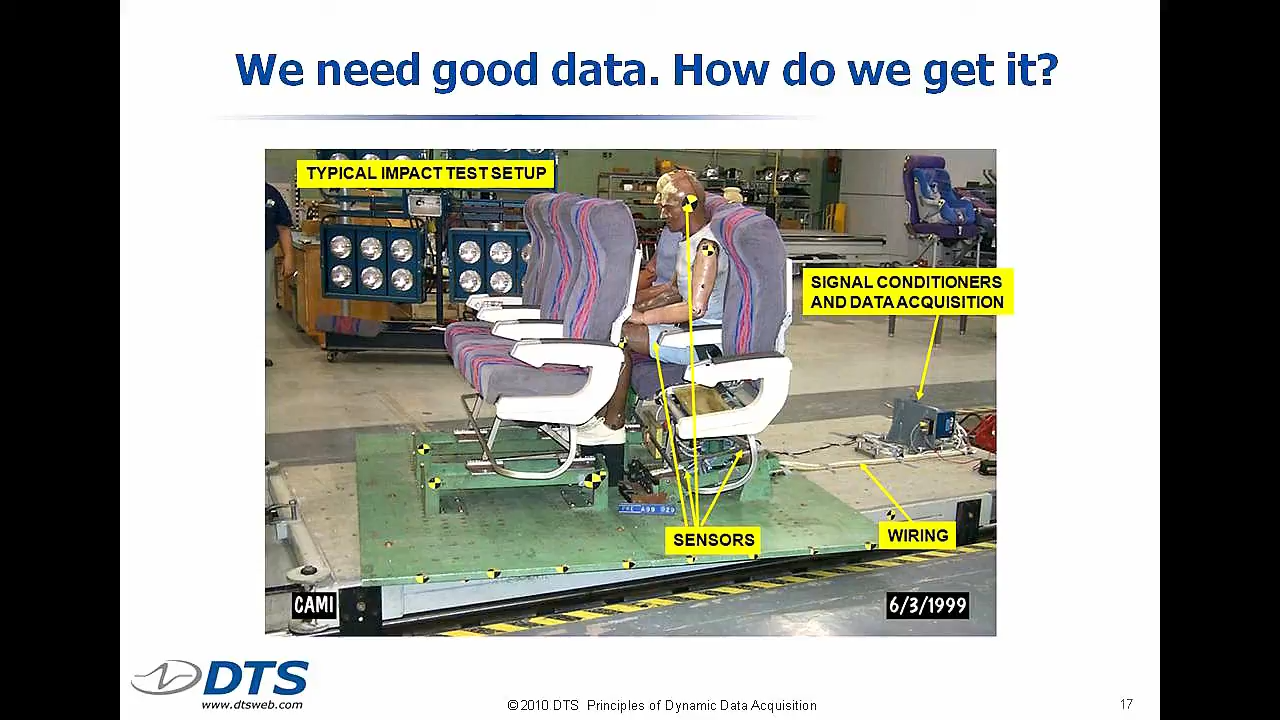 We need good data. How do we get it?
TYPICAL IMPACT TEST SETUP
SIGNAL CONDITIONERS
AND DATA ACQUISITION
SENSORS
WIRING
CAMI
6/3/1999
DTS
www.dtsweb.com
©2010 DTS Principles of Dynamic Data Acquisition
17